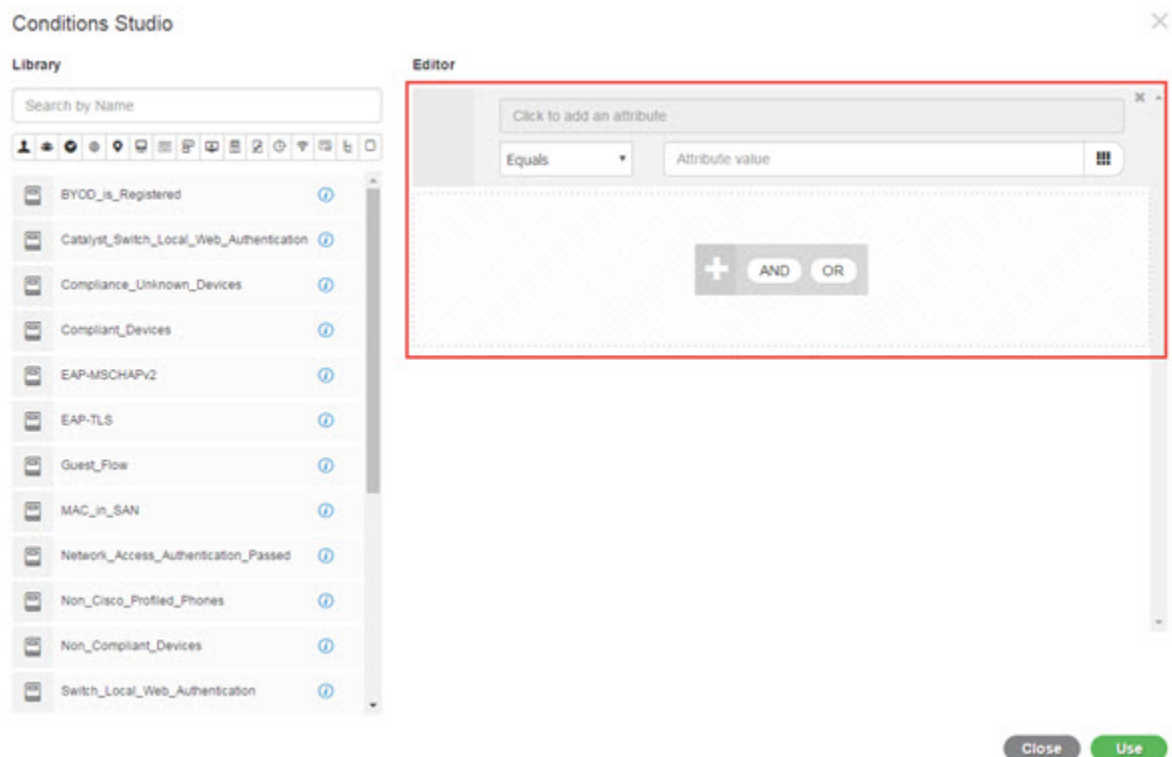 Conditions Studio
Library
Editor
Search by Name
Click to add an attribute
Equals
Attribute value
BYOD_is_Registered
Catalyst_Switch_Local_Web_Authentication
Compliance_Unknown_Devices
AND
OR
Compliant_Devices
EAP-MSCHAPv2
EAP-TLS
Guest_Flow
MAC_in_SAN
Network_Access_Authentication_Passed
Non_Cisco_Profiled_Phones
Non_Compliant_Devices
Switch_Local_Web_Authentication
Close
Use